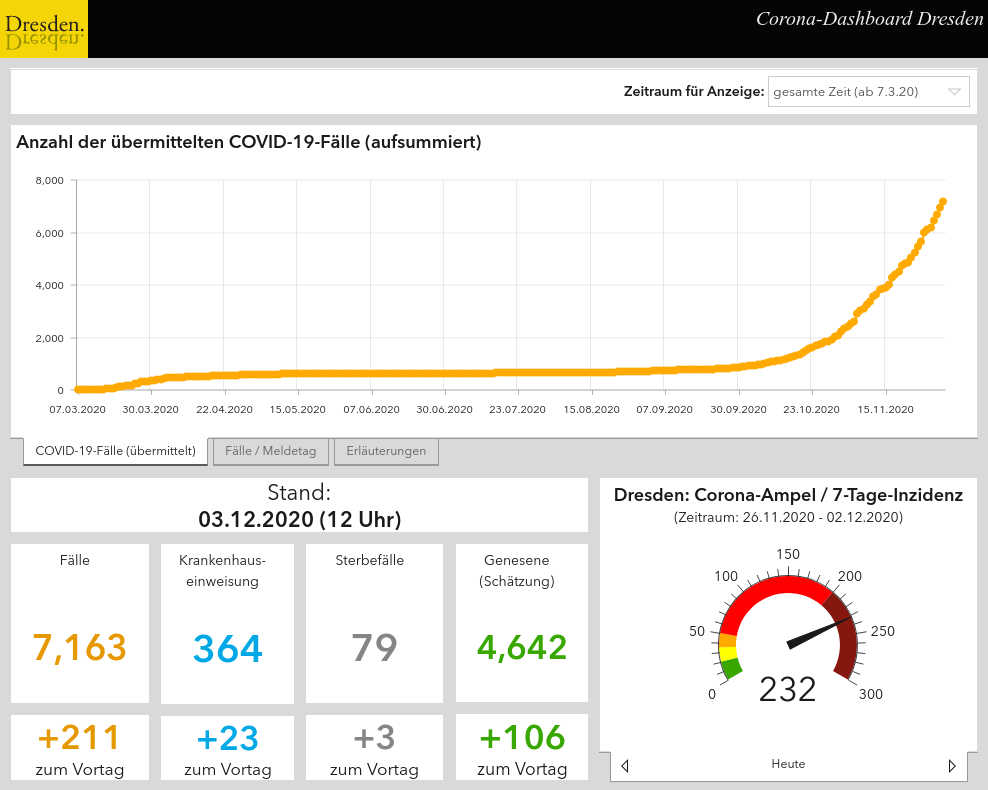 Dresden.
Dresden.
Corona-Dashboard Dresden
Zeitraum für Anzeige: gesamte Zeit (ab 7.3.20)
Anzahl der übermittelten COVID-19-Fälle (aufsummiert)
8,000
6,000
4,000
2,000
0
07.03.2020 30.03.2020 22.04.2020 15.05.2020 07.06.2020 30.06.2020 23.07.2020 15.08.2020 07.09.2020 30.09.2020 23.10.2020 15.11.2020
COVID-19-Fälle (übermittelt) Fälle / Meldetag Erläuterungen
Stand:
03.12.2020 (12 Uhr)
Fälle
7,163
+211
zum Vortag
Krankenhaus-
einweisung
364
+23
zum Vortag
Sterbefälle
79
+3
zum Vortag
Genesene
(Schätzung)
4,642
+106
zum Vortag
Dresden: Corona-Ampel / 7-Tage-Inzidenz
(Zeitraum: 26.11.2020 - 02.12.2020)
150
100 200
50 250
0 300
232
Heute